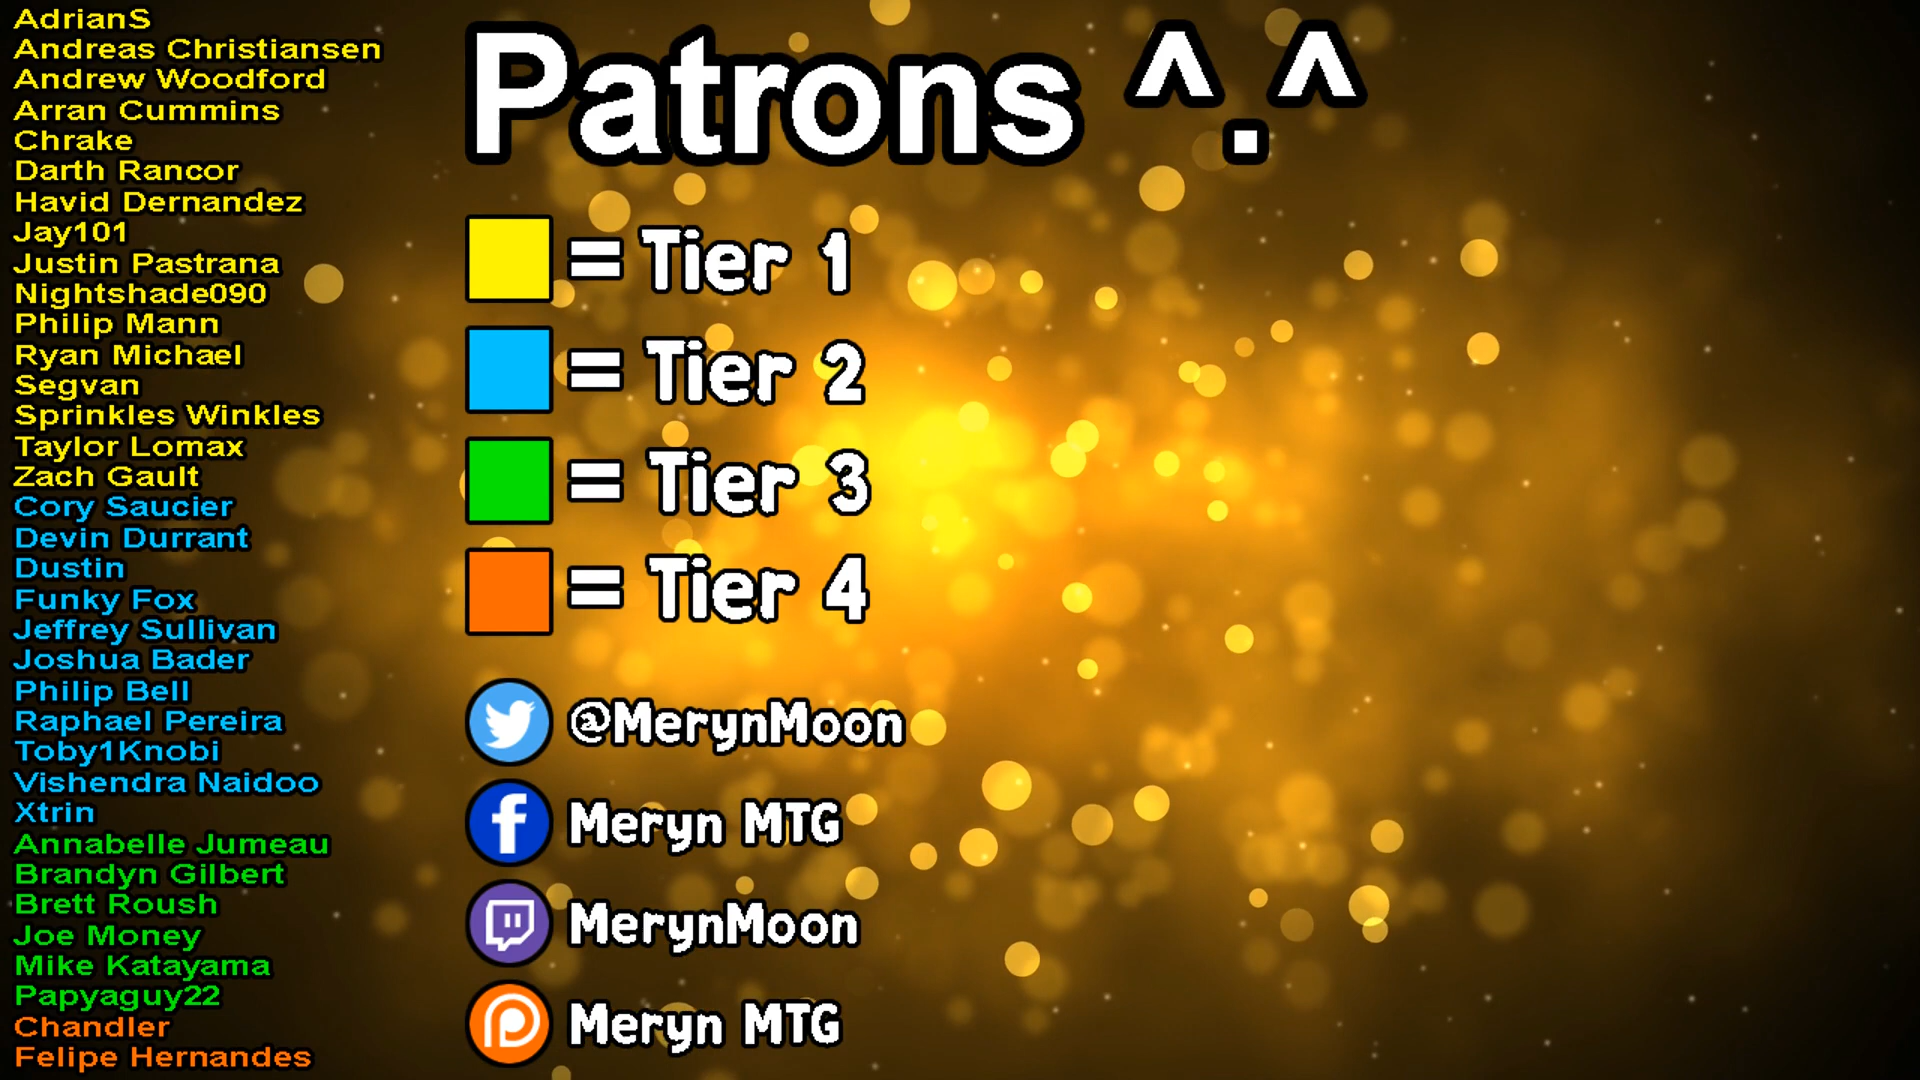 AdrianS
Andreas Christiansen
Andrew Woodford
Arran Cummins
Chrake
Darth Rancor
Havid Dernandez
Jay101
Justin Pastrana
Nightshade090
Philip Mann
Ryan Michael
Segvan
Sprinkles Winkles
Taylor Lomax
Zach Gault
Cory Saucier
Devin Durrant
Dustin
Funky Fox
Jeffrey Sullivan
Joshua Bader
Philip Bell
Raphael Pereira
Toby1Knobi
Vishendra Naidoo
Xtrin
Annabelle Jumeau
Brandyn Gilbert
Brett Roush
Joe Money
Mike Katayama
Papyaguy22
Chandler
Felipe Hernandes
Patrons ^.^
= Tier 1
= Tier 2
= Tier 3
= Tier 4
@MerynMoon
Meryn MTG
MerynMoon
Meryn MTG